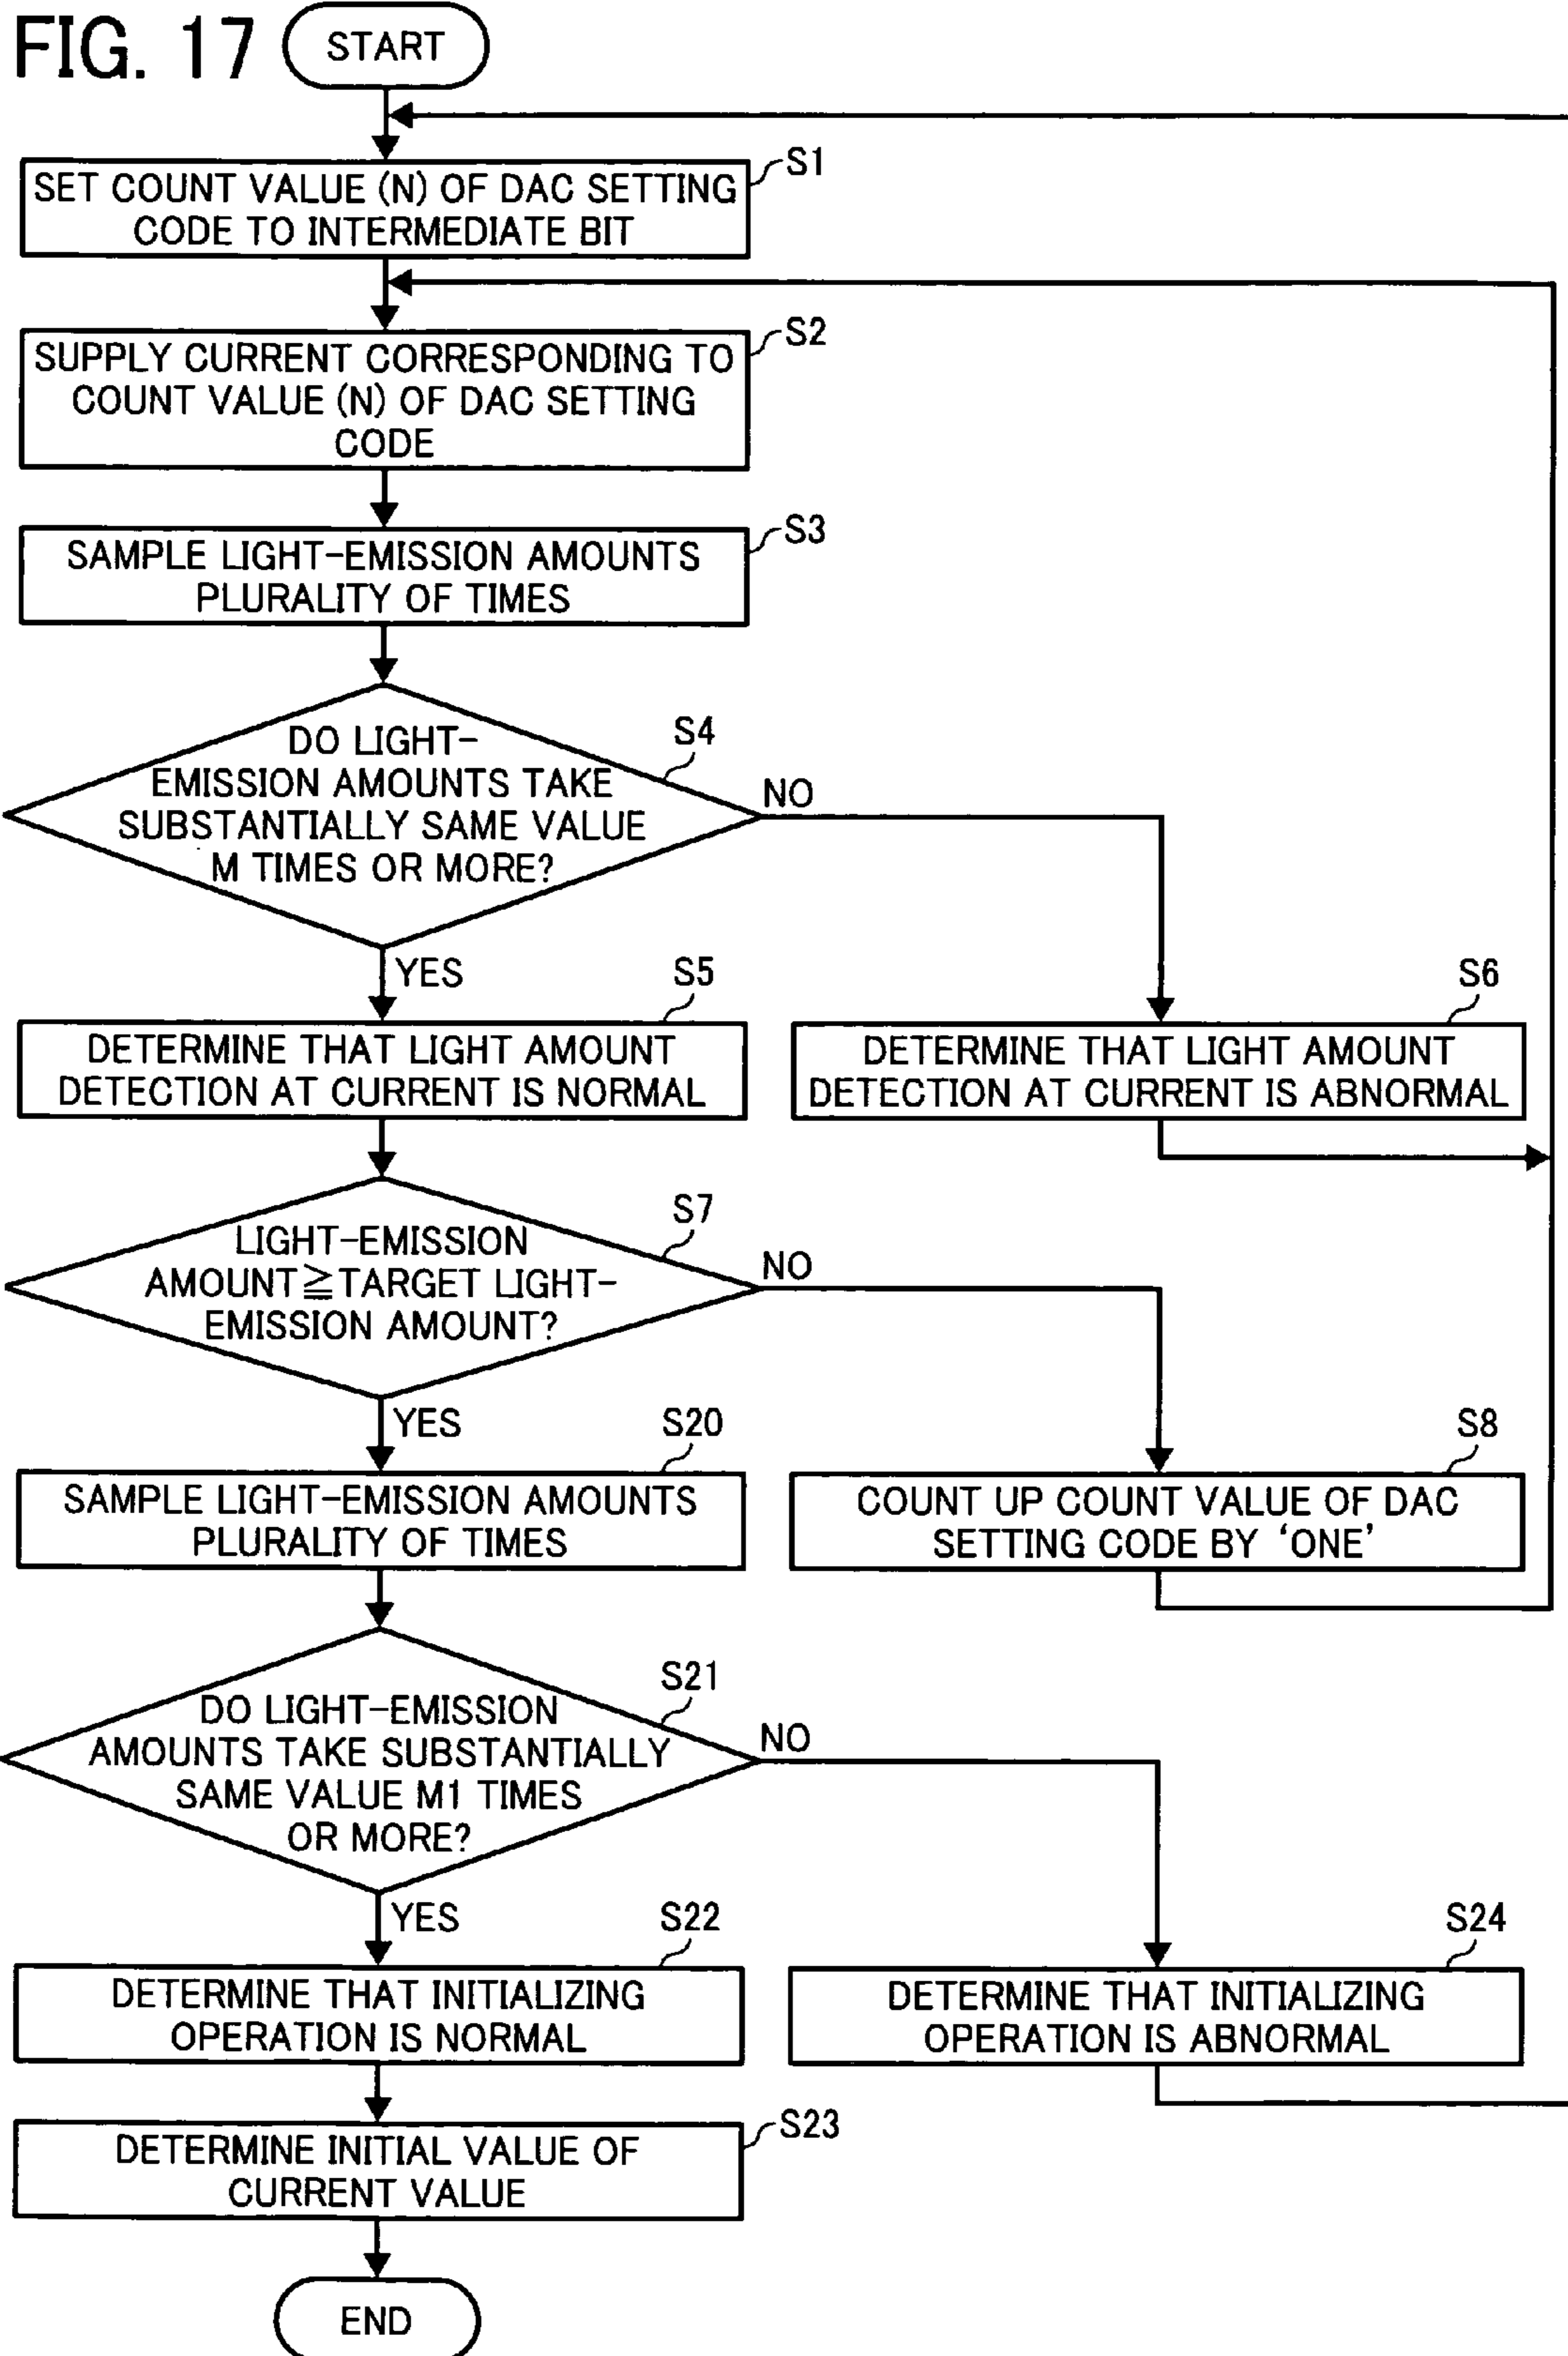 FIG. 17
START
S1
SET COUNT VALUE (N) OF DAC SETTING
CODE TO INTERMEDIATE BIT
S2
SUPPLY CURRENT CORRESPONDING TO
COUNT VALUE (N) OF DAC SETTING
CODE
S3
SAMPLE LIGHT-EMISSION AMOUNTS
PLURALITY OF TIMES
S4
DO LIGHT-
EMISSION AMOUNTS TAKE
SUBSTANTIALLY SAME VALUE
M TIMES OR MORE?
NO
YES
S5
DETERMINE THAT LIGHT AMOUNT
DETECTION AT CURRENT IS NORMAL
S6
DETERMINE THAT LIGHT AMOUNT
DETECTION AT CURRENT IS ABNORMAL
S7
LIGHT-EMISSION
AMOUNT≧TARGET LIGHT-
EMISSION AMOUNT?
NO
YES
S20
SAMPLE LIGHT-EMISSION AMOUNTS
PLURALITY OF TIMES
S8
COUNT UP COUNT VALUE OF DAC
SETTING CODE BY ‘ONE’
S21
DO LIGHT-EMISSION
AMOUNTS TAKE SUBSTANTIALLY
SAME VALUE M1 TIMES
OR MORE?
NO
YES
S22
DETERMINE THAT INITIALIZING
OPERATION IS NORMAL
S24
DETERMINE THAT INITIALIZING
OPERATION IS ABNORMAL
S23
DETERMINE INITIAL VALUE OF
CURRENT VALUE
END